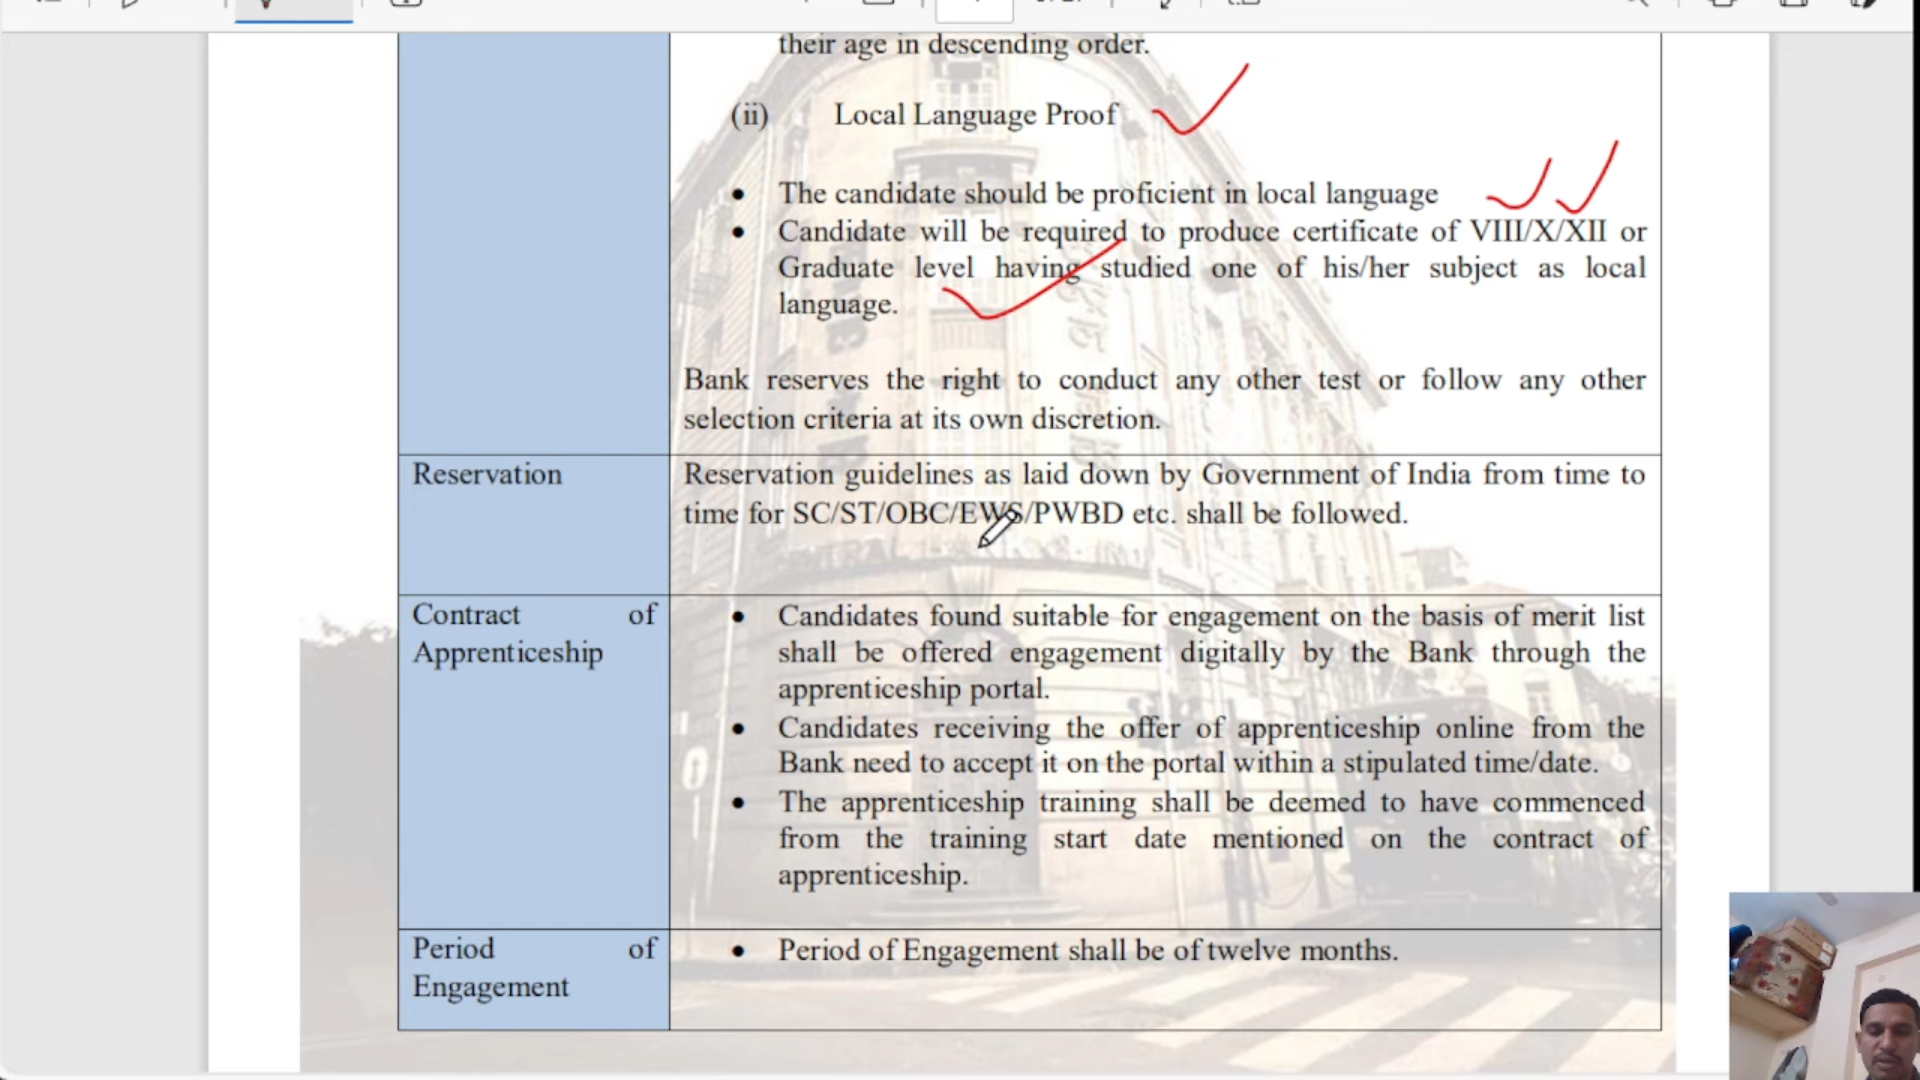 their age in descending order.
(ii) Local Language Proof
• The candidate should be proficient in local language
• Candidate will be required to produce certificate of VIII/X/XII or
Graduate level having studied one of his/her subject as local
language.
Bank reserves the right to conduct any other test or follow any other
selection criteria at its own discretion.
Reservation
Reservation guidelines as laid down by Government of India from time to
time for SC/ST/OBC/EWS/PWBD etc. shall be followed.
Contract of
Apprenticeship
• Candidates found suitable for engagement on the basis of merit list
shall be offered engagement digitally by the Bank through the
apprenticeship portal.
• Candidates receiving the offer of apprenticeship online from the
Bank need to accept it on the portal within a stipulated time/date.
• The apprenticeship training shall be deemed to have commenced
from the training start date mentioned on the contract of
apprenticeship.
Period of
Engagement
• Period of Engagement shall be of twelve months.